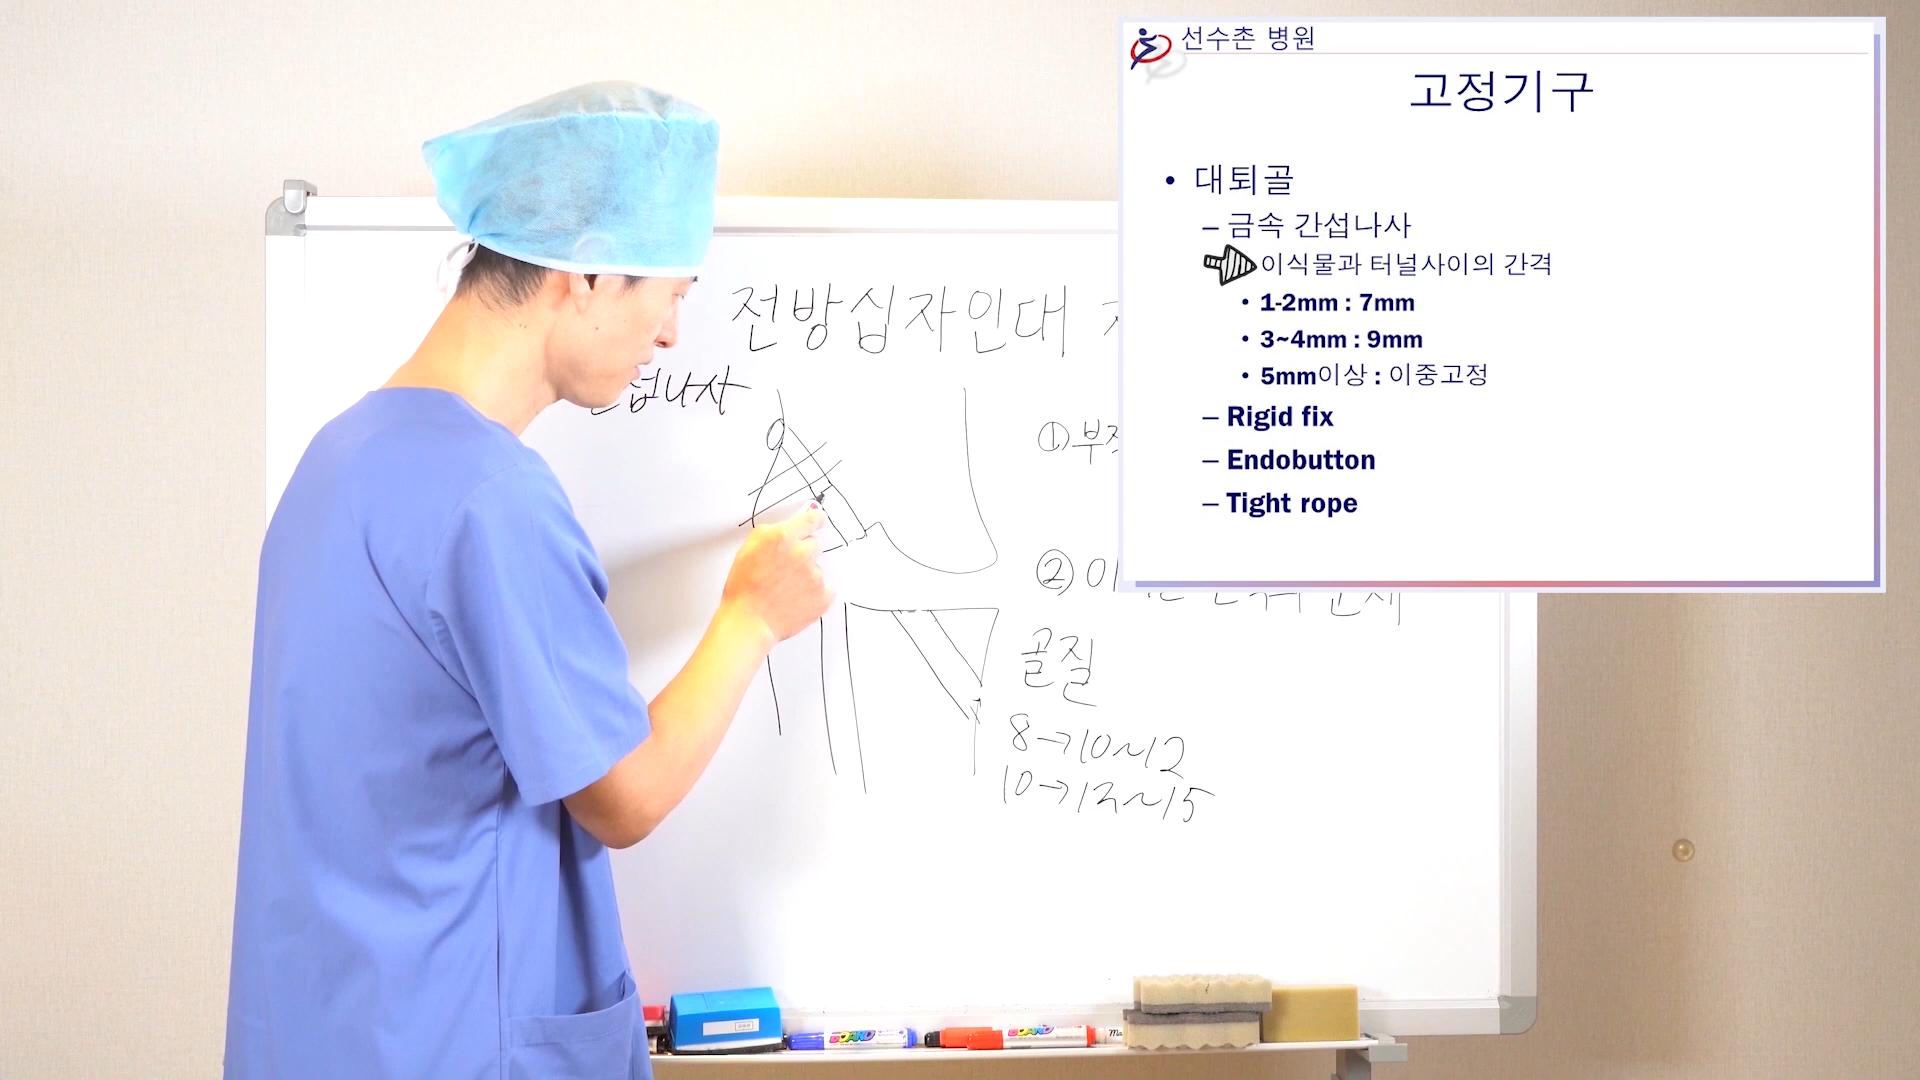 선수촌 병원
고정기구
• 대퇴골
– 금속 간섭나사
이식물과 터널사이의 간격
• 1-2mm : 7mm
• 3~4mm : 9mm
• 5mm이상 : 이중고정
– Rigid fix
– Endobutton
– Tight rope
전방십자인대
섭나사
①부
②이
골질
8→10~12
10→12~15
BOARD
BOARD
Ma